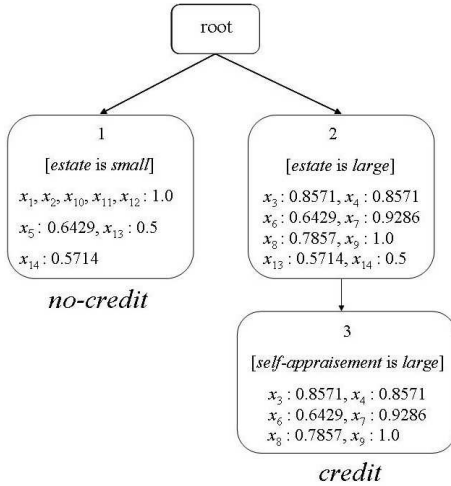 root
1
[estate is small]
x₁, x₂, x₁₀, x₁₁, x₁₂ : 1.0
x₅ : 0.6429, x₁₃ : 0.5
x₁₄ : 0.5714
no-credit
2
[estate is large]
x₃ : 0.8571, x₄ : 0.8571
x₆ : 0.6429, x₇ : 0.9286
x₈ : 0.7857, x₉ : 1.0
x₁₃ : 0.5714, x₁₄ : 0.5
3
[self-appraisement is large]
x₃ : 0.8571, x₄ : 0.8571
x₆ : 0.6429, x₇ : 0.9286
x₈ : 0.7857, x₉ : 1.0
credit